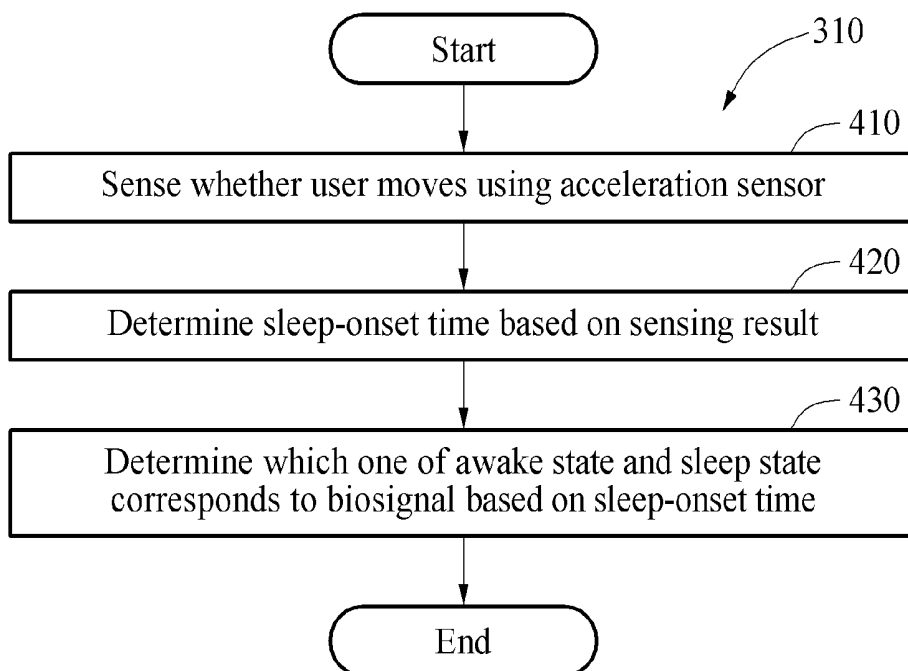 Start
310
410
Sense whether user moves using acceleration sensor
420
Determine sleep-onset time based on sensing result
430
Determine which one of awake state and sleep state
corresponds to biosignal based on sleep-onset time
End